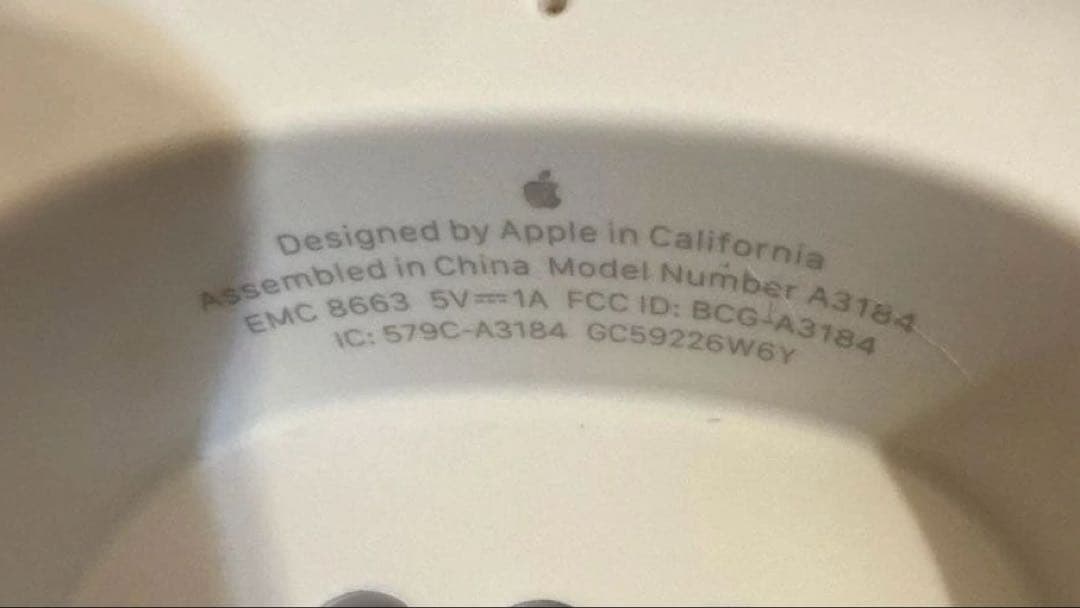 Designed by Apple in California
Assembled in China Model Number A3184
EMC 8663 5V⎓1A FCC ID: BCG-A3184
IC: 579C-A3184 GC59226W6Y